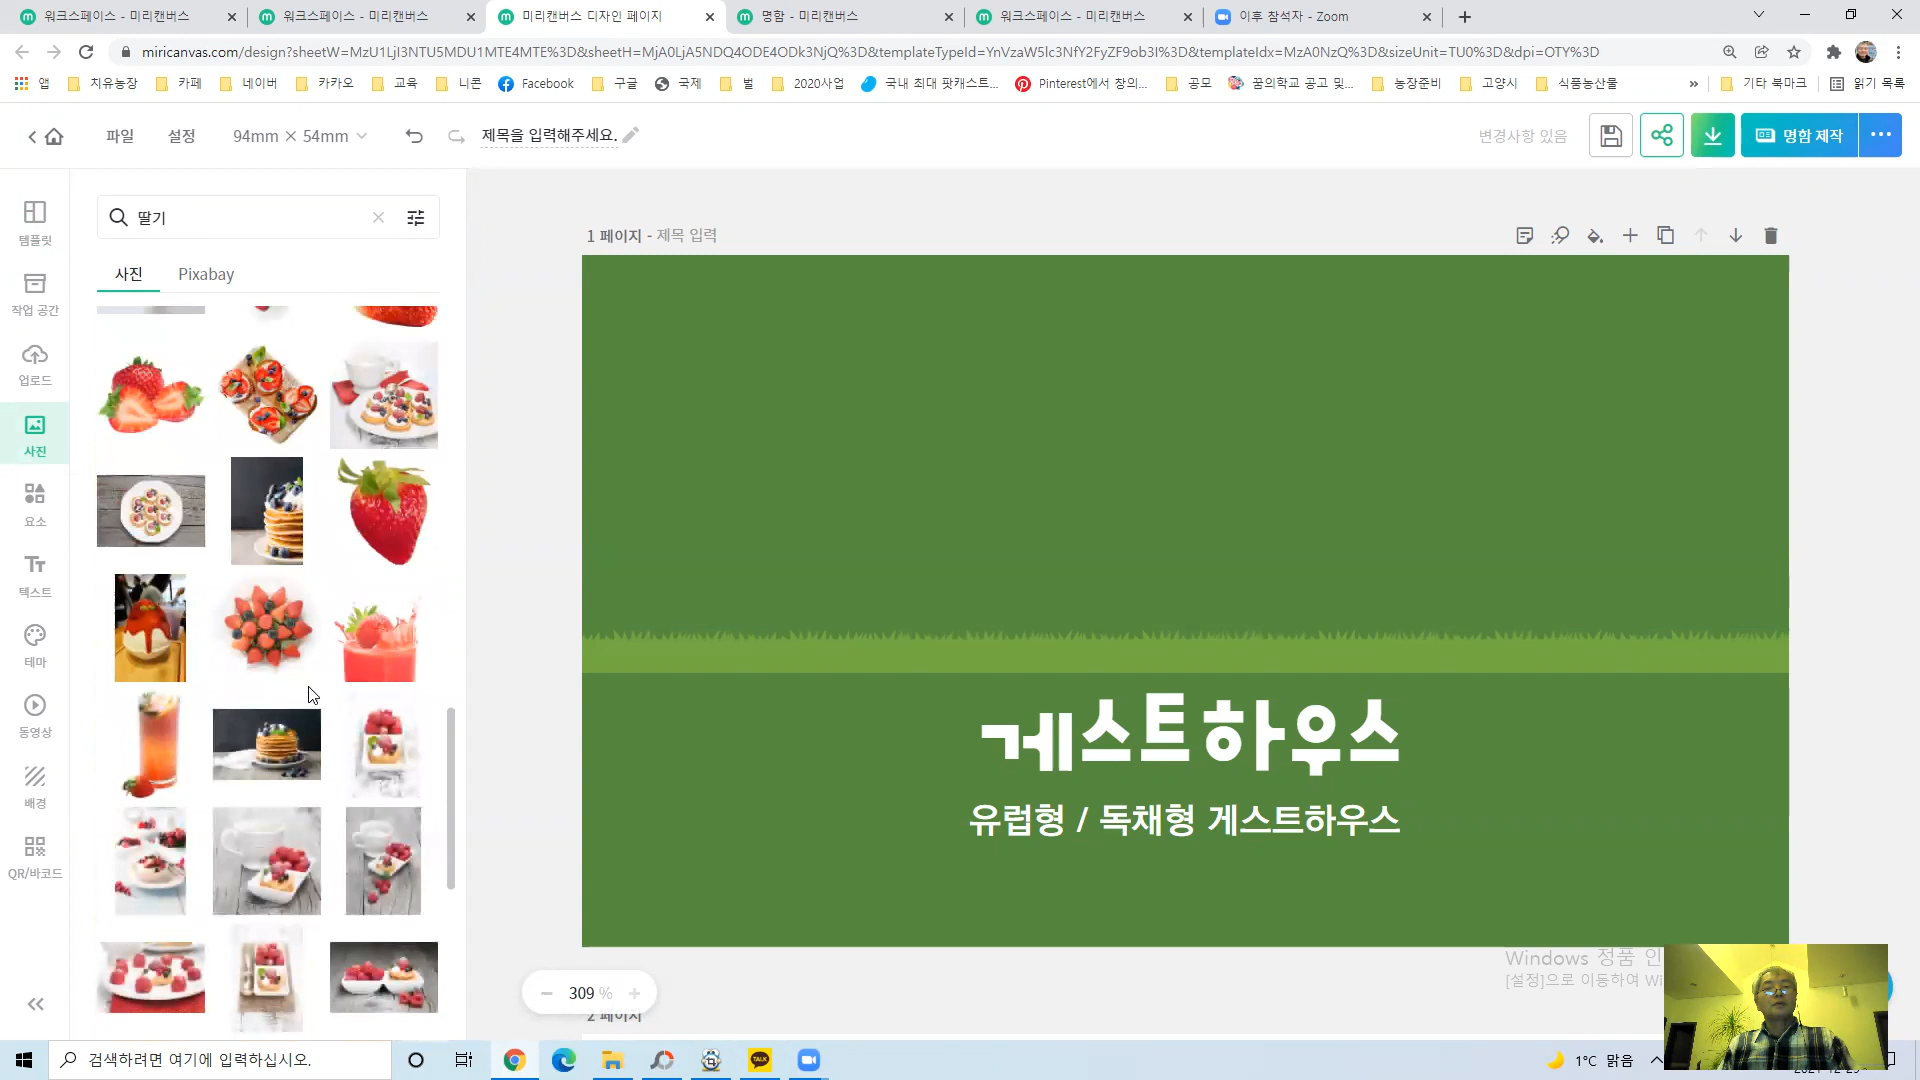 워크스페이스 - 미리캔버스
워크스페이스 - 미리캔버스
미리캔버스 디자인 페이지
명함 - 미리캔버스
워크스페이스 - 미리캔버스
이후 참석자 - Zoom
miricanvas.com/design?sheetW=MzU1LjI3NTU5MDU1MTE4MTE%3D&sheetH=MjA0LjA5NDQ4ODE4ODk3NjQ%3D&templateTypeId=YnVzaW5lc3NfY2FyZF9ob3I%3D&templateIdx=MzA0NzQ%3D&sizeUnit=TU0%3D&dpi=OTY%3D
앱
치유농장
카페
네이버
카카오
교육
니콘
Facebook
구글
국제
벌
2020사업
국내 최대 팟캐스트...
Pinterest에서 창의...
공모
꿈의학교 공고 및...
농장준비
고양시
식품농산물
»
기타 북마크
읽기 목록
파일
설정
94mm × 54mm
제목을 입력해주세요.
변경사항 있음
명함 제작
템플릿
작업 공간
업로드
사진
요소
텍스트
테마
동영상
배경
QR/바코드
딸기
사진
Pixabay
1 페이지 - 제목 입력
게스트하우스
유럽형 / 독채형 게스트하우스
309 %
2 페이지
Windows 정품 인
[설정]으로 이동하여 Wi
검색하려면 여기에 입력하십시오.
TALK
1°C 맑음